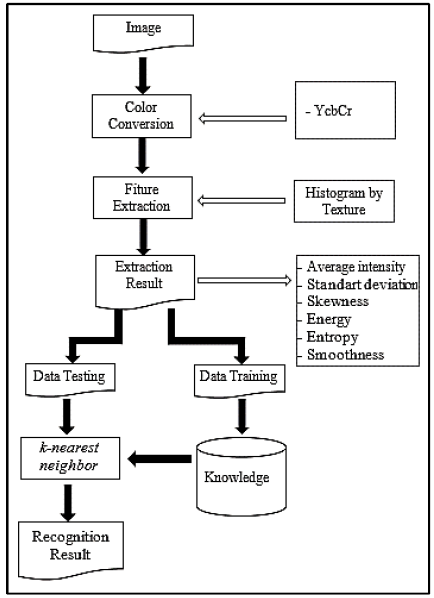 Image
Color
Conversion
- YcbCr
Fiture
Extraction
Histogram by
Texture
Extraction
Result
- Average intensity
- Standart deviation
- Skewness
- Energy
- Entropy
- Smoothness
Data Testing
Data Training
k-nearest
neighbor
Knowledge
Recognition
Result